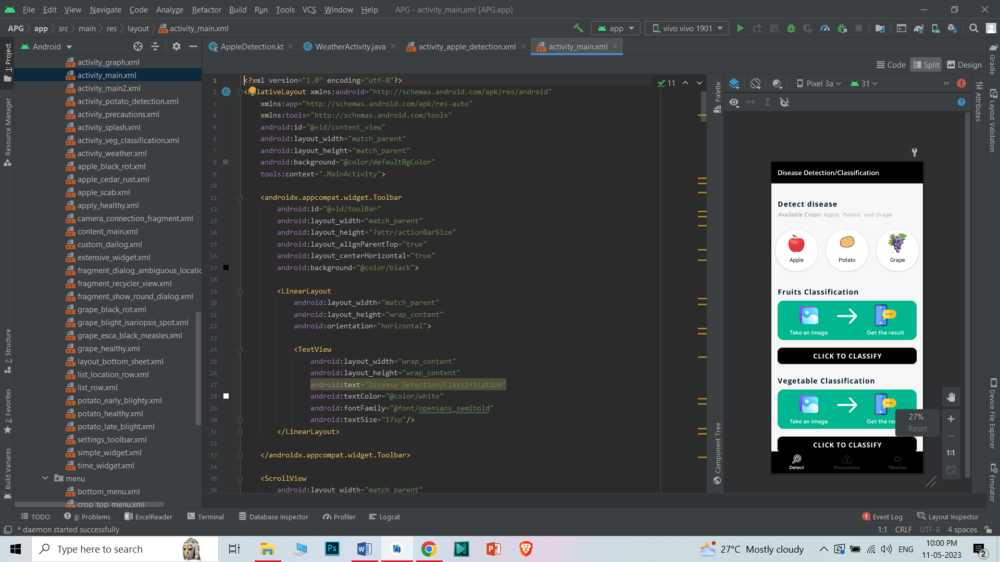 File Edit View Navigate Code Analyze Refactor Build Run Tools VCS Window Help APG - activity_main.xml [APG.app]
APG app src main res layout activity_main.xml app vivo vivo 1901
Android AppleDetection.kt WeatherActivity.java activity_apple_detection.xml activity_main.xml
Code Split Design
1: Project
Resource Manager
7: Structure
2: Favorites
Build Variants
activity_graph.xml
activity_main.xml
activity_main2.xml
activity_potato_detection.xml
activity_precautions.xml
activity_splash.xml
activity_veg_classification.xml
activity_weather.xml
apple_black_rot.xml
apple_cedar_rust.xml
apple_scab.xml
apply_healthy.xml
camera_connection_fragment.xml
content_main.xml
custom_dailog.xml
extensive_widget.xml
fragment_dialog_ambiguous_locatio
fragment_recycler_view.xml
fragment_show_round_dialog.xml
grape_black_rot.xml
grape_blight_isariopsis_spot.xml
grape_esca_black_measles.xml
grape_healthy.xml
layout_bottom_sheet.xml
list_location_row.xml
list_row.xml
potato_early_blighty.xml
potato_healthy.xml
potato_late_blight.xml
settings_toolbar.xml
simple_widget.xml
time_widget.xml
menu
bottom_menu.xml
crop_top_menu.xml
1 <?xml version="1.0" encoding="utf-8"?>
2 <RelativeLayout xmlns:android="http://schemas.android.com/apk/res/android"
3 xmlns:app="http://schemas.android.com/apk/res-auto"
4 xmlns:tools="http://schemas.android.com/tools"
5 android:id="@+id/content_view"
6 android:layout_width="match_parent"
7 android:layout_height="match_parent"
8 android:background="@color/defaultBgColor"
9 tools:context=".MainActivity">
10
11 <androidx.appcompat.widget.Toolbar
12 android:id="@+id/toolBar"
13 android:layout_width="match_parent"
14 android:layout_height="?attr/actionBarSize"
15 android:layout_alignParentTop="true"
16 android:layout_centerHorizontal="true"
17 android:background="@color/black">
18
19 <LinearLayout
20 android:layout_width="match_parent"
21 android:layout_height="wrap_content"
22 android:orientation="horizontal">
23
24 <TextView
25 android:layout_width="wrap_content"
26 android:layout_height="wrap_content"
27 android:text="Disease Detection/Classification"
28 android:textColor="@color/white"
29 android:fontFamily="@font/opensans_semibold"
30 android:textSize="17sp"/>
31 </LinearLayout>
32
33 </androidx.appcompat.widget.Toolbar>
34
35 <ScrollView
36 android:layout_width="match_parent"
11
Palette
Component Tree
Pixel 3a 31
Disease Detection/Classification
Detect disease
Available Crops: Apple, Potato, and Grape
Apple Potato Grape
Fruits Classification
Take an Image Get the result
CLICK TO CLASSIFY
Vegetable Classification
Take an Image Get the res
CLICK TO CLASSIFY
Detect Precautions Weather
27%
Reset
1:1
Attributes
Gradle
Layout Validation
Device File Explorer
Emulator
TODO 6: Problems ExcelReader Terminal Database Inspector Profiler Logcat 1 Event Log Layout Inspector
* daemon started successfully 1:1 CRLF UTF-8 4 spaces
Type here to search Ps W P 27°C Mostly cloudy ENG 10:00 PM
11-05-2023 2